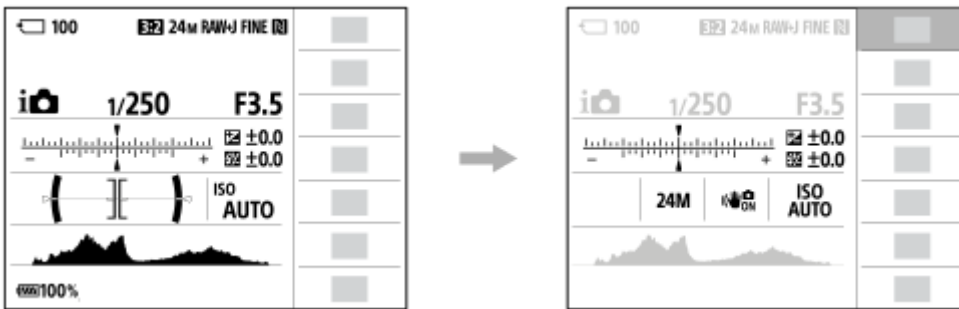 100 3:2 24M RAW+J FINE N
i 1/250 F3.5
±0.0
- + ±0.0
ISO
AUTO
100%
100 3:2 24M RAW+J FINE N
i 1/250 F3.5
±0.0
- + ±0.0
24M ON ISO
AUTO